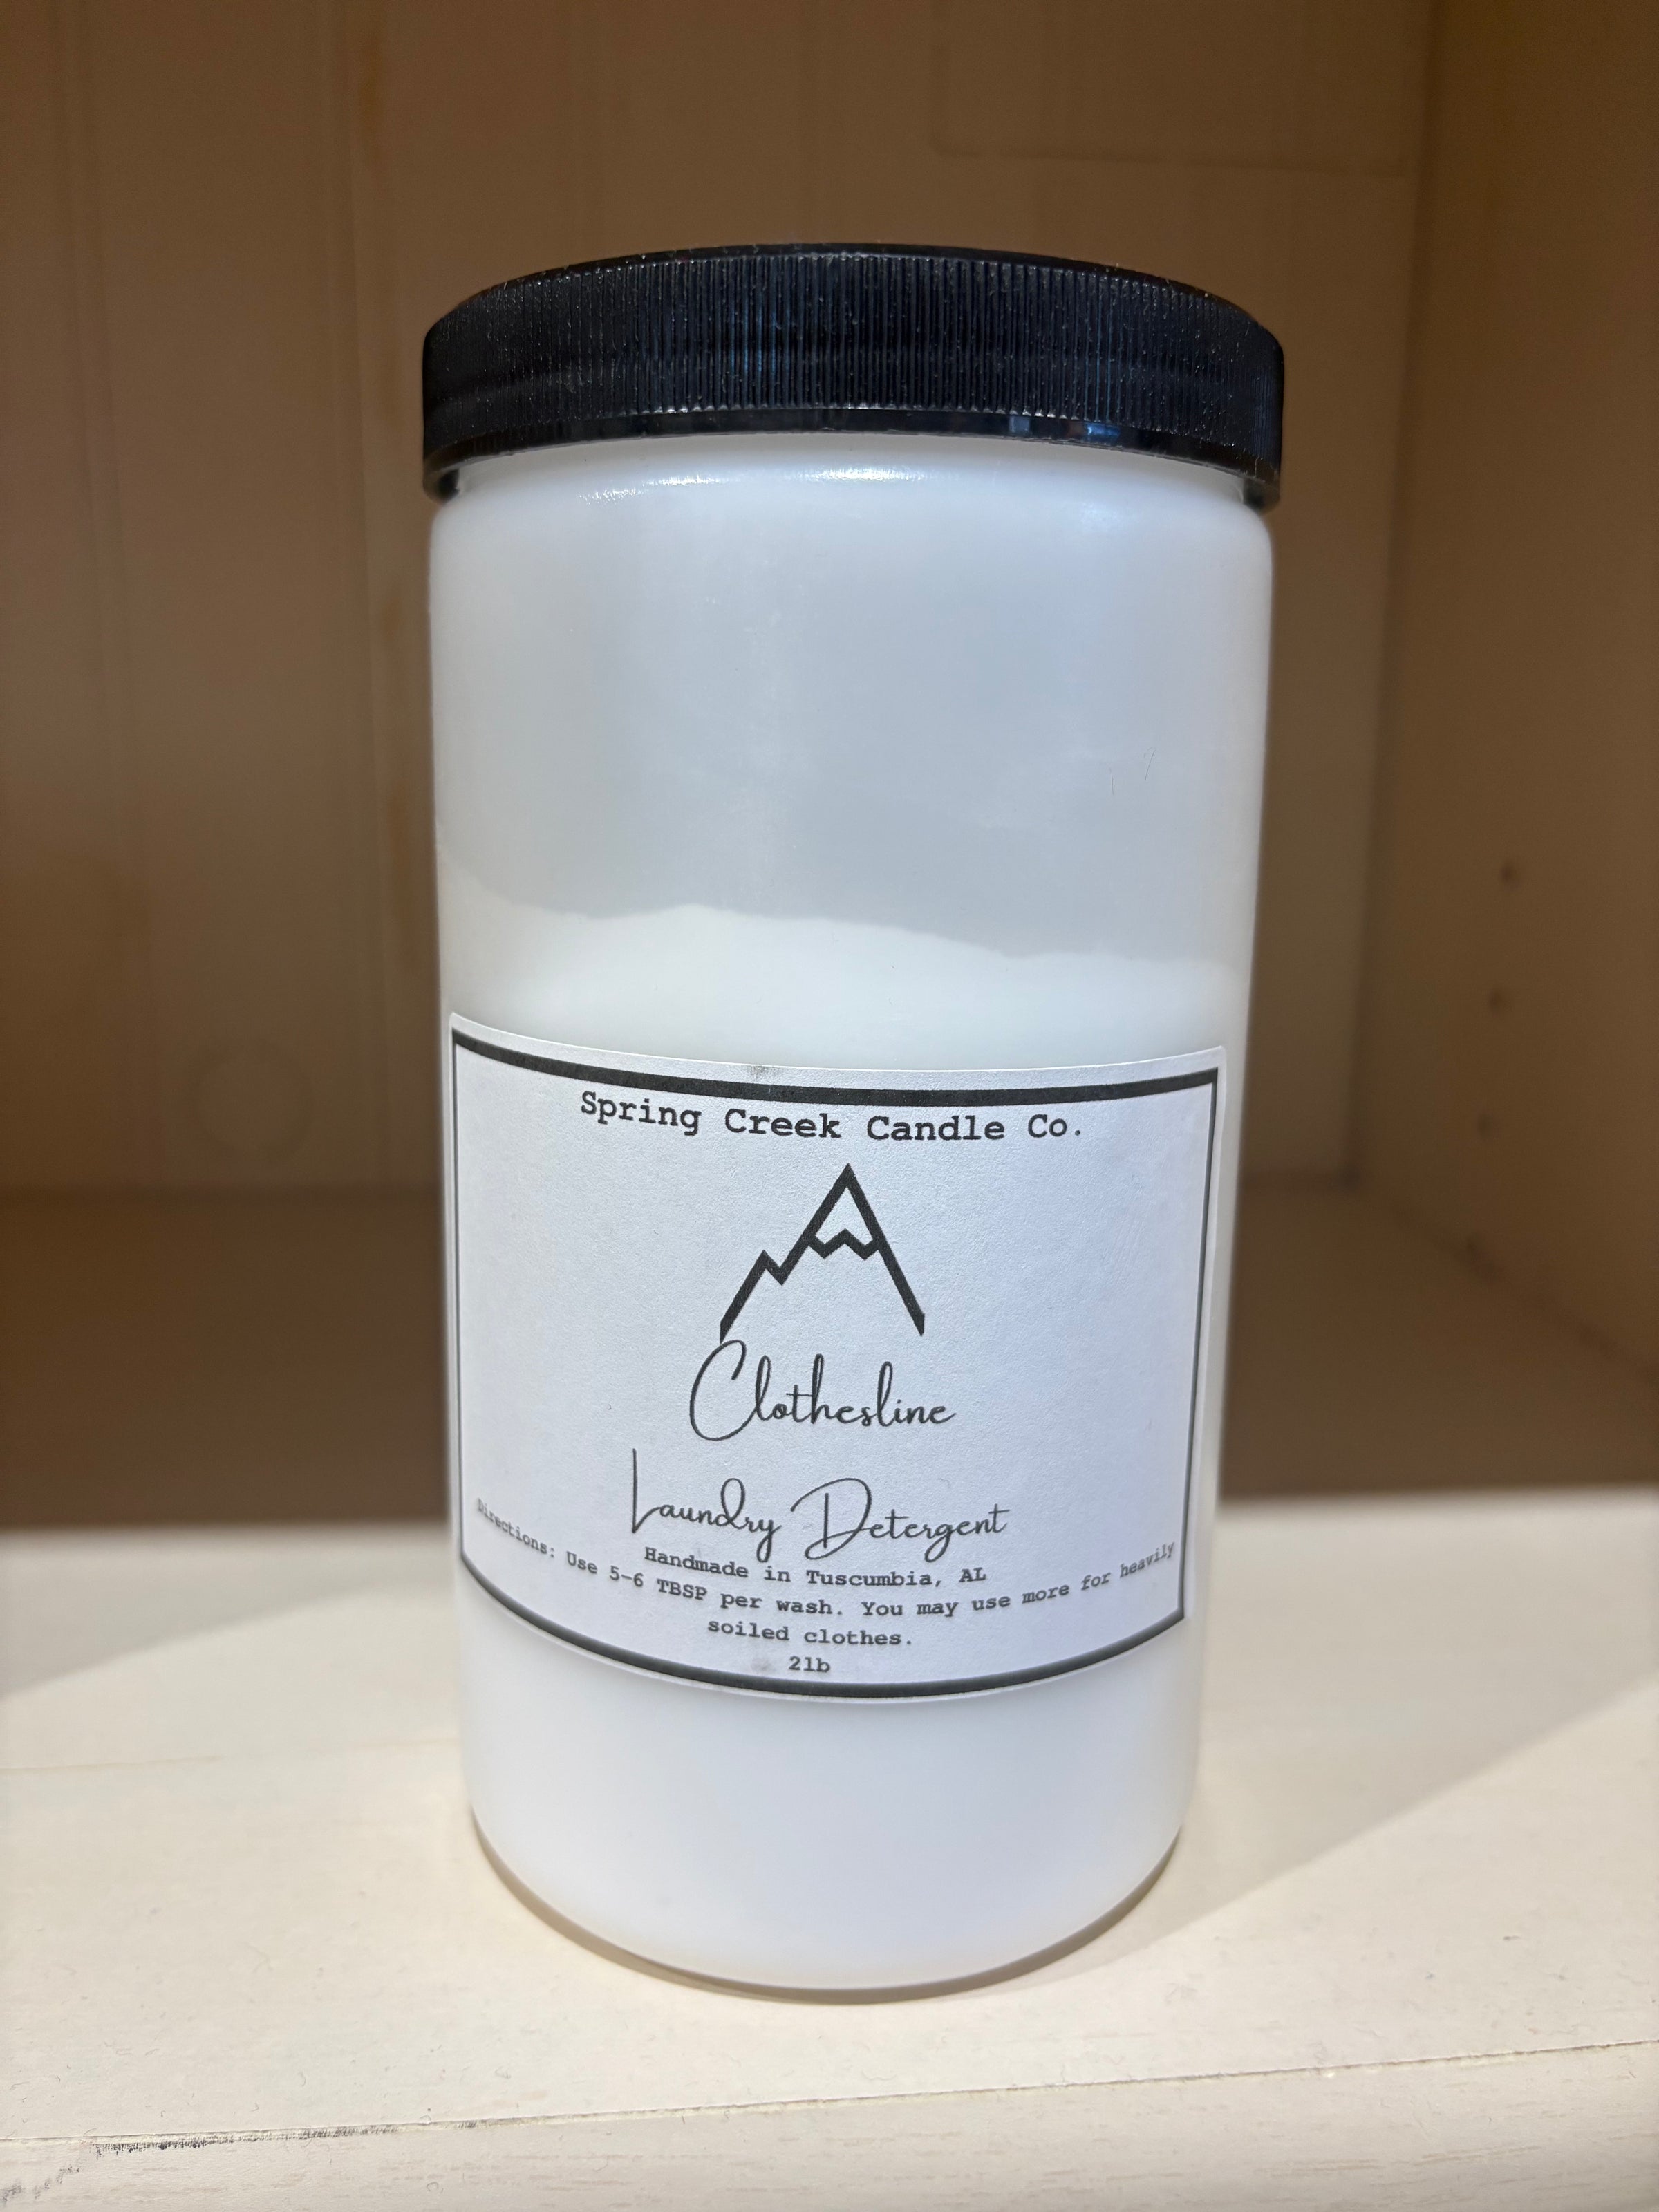 Spring Creek Candle Co.
Clothesline
Laundry Detergent
Handmade in Tuscumbia, AL
Directions: Use 5-6 TBSP per wash. You may use more for heavily
soiled clothes.
2lb